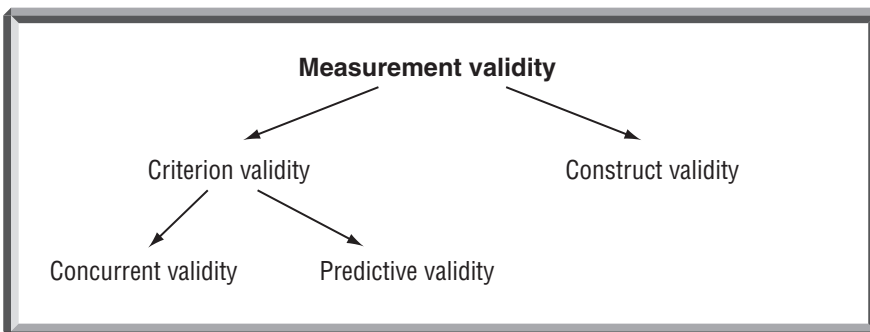 Measurement validity
Criterion validity
Construct validity
Concurrent validity
Predictive validity